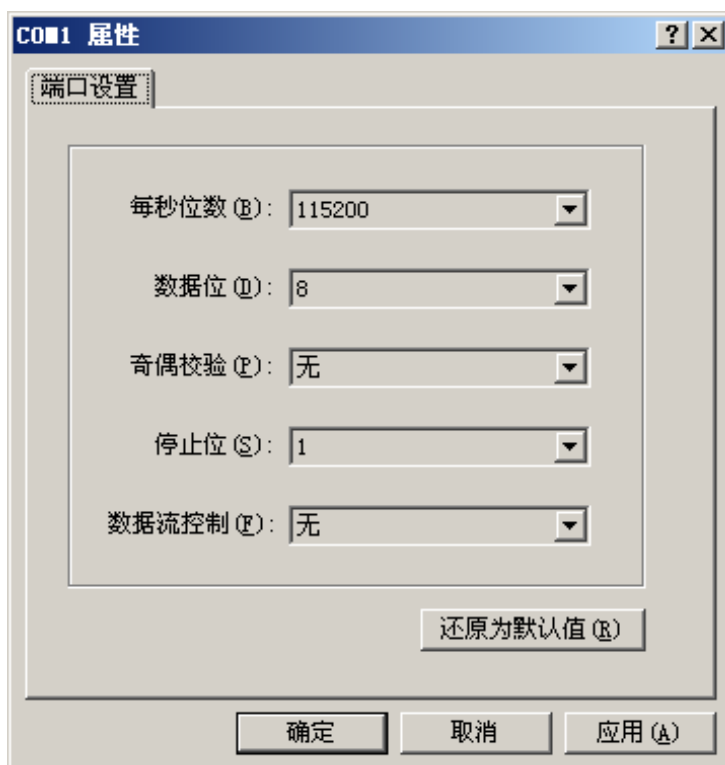 COM1 属性
端口设置
每秒位数(B): 115200
数据位(D): 8
奇偶校验(P): 无
停止位(S): 1
数据流控制(F): 无
还原为默认值(R)
确定 取消 应用(A)